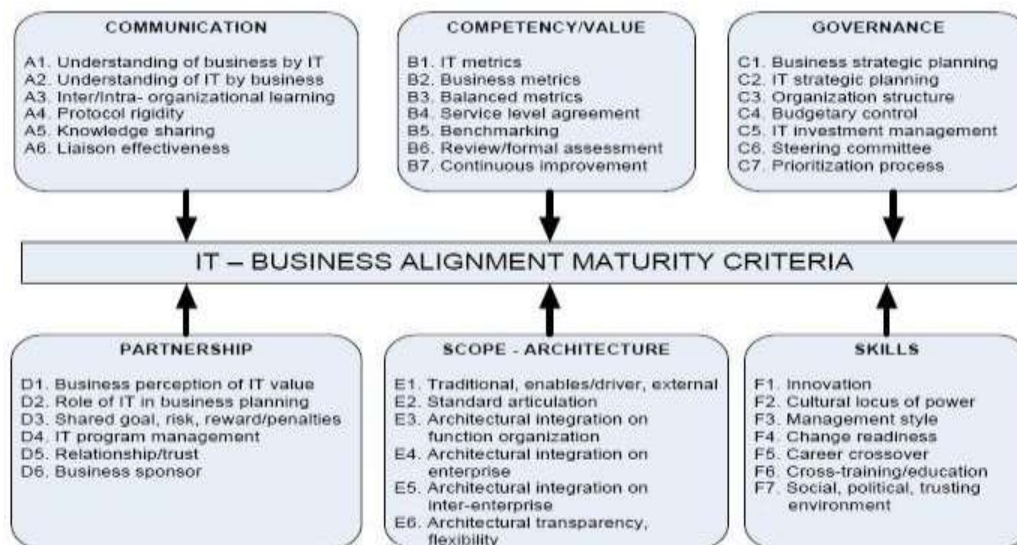 COMMUNICATION
A1. Understanding of business by IT
A2. Understanding of IT by business
A3. Inter/Intra- organizational learning
A4. Protocol rigidity
A5. Knowledge sharing
A6. Liaison effectiveness
COMPETENCY/VALUE
B1. IT metrics
B2. Business metrics
B3. Balanced metrics
B4. Service level agreement
B5. Benchmarking
B6. Review/formal assessment
B7. Continuous improvement
GOVERNANCE
C1. Business strategic planning
C2. IT strategic planning
C3. Organization structure
C4. Budgetary control
C5. IT investment management
C6. Steering committee
C7. Prioritization process
IT – BUSINESS ALIGNMENT MATURITY CRITERIA
PARTNERSHIP
D1. Business perception of IT value
D2. Role of IT in business planning
D3. Shared goal, risk, reward/penalties
D4. IT program management
D5. Relationship/trust
D6. Business sponsor
SCOPE - ARCHITECTURE
E1. Traditional, enables/driver, external
E2. Standard articulation
E3. Architectural integration on
function organization
E4. Architectural integration on
enterprise
E5. Architectural integration on
inter-enterprise
E6. Architectural transparency,
flexibility
SKILLS
F1. Innovation
F2. Cultural locus of power
F3. Management style
F4. Change readiness
F5. Career crossover
F6. Cross-training/education
F7. Social, political, trusting
environment